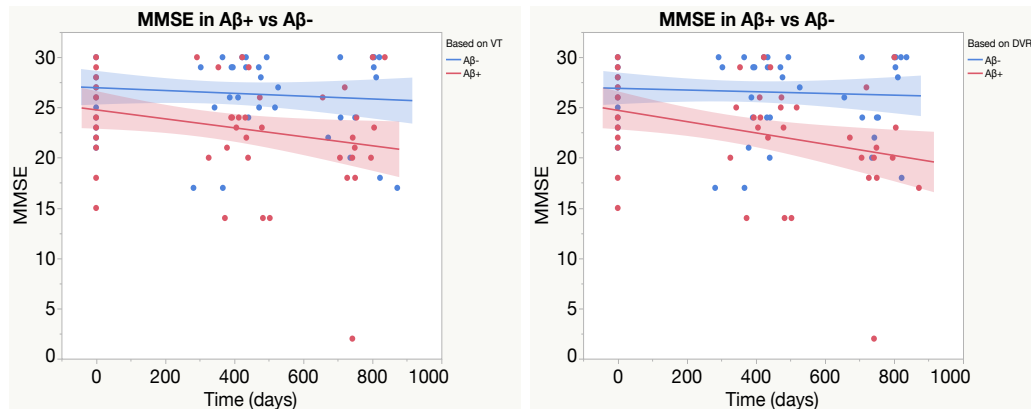 MMSE in Aβ+ vs Aβ-
Based on VT
Aβ-
Aβ+
MMSE
30
25
20
15
10
5
0
0 200 400 600 800 1000
Time (days)
MMSE in Aβ+ vs Aβ-
Based on DVR
Aβ-
Aβ+
MMSE
30
25
20
15
10
5
0
0 200 400 600 800 1000
Time (days)